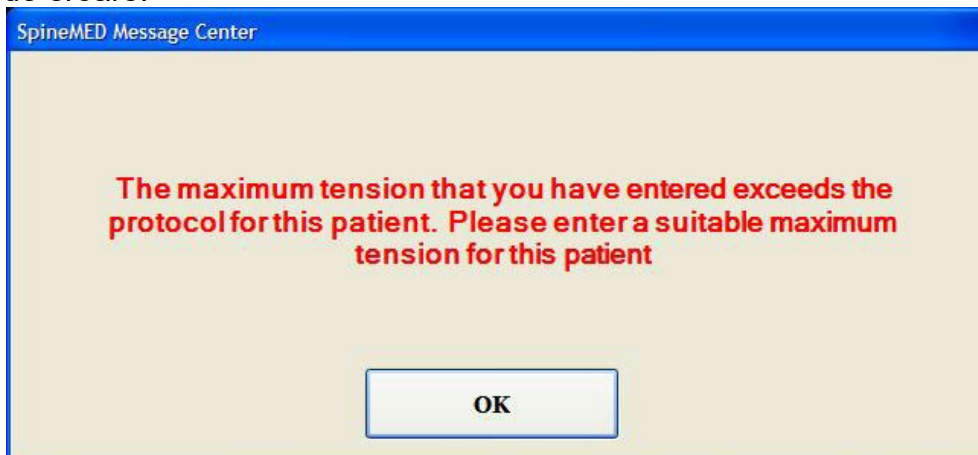 SpineMED Message Center
The maximum tension that you have entered exceeds the
protocol for this patient. Please enter a suitable maximum
tension for this patient
OK